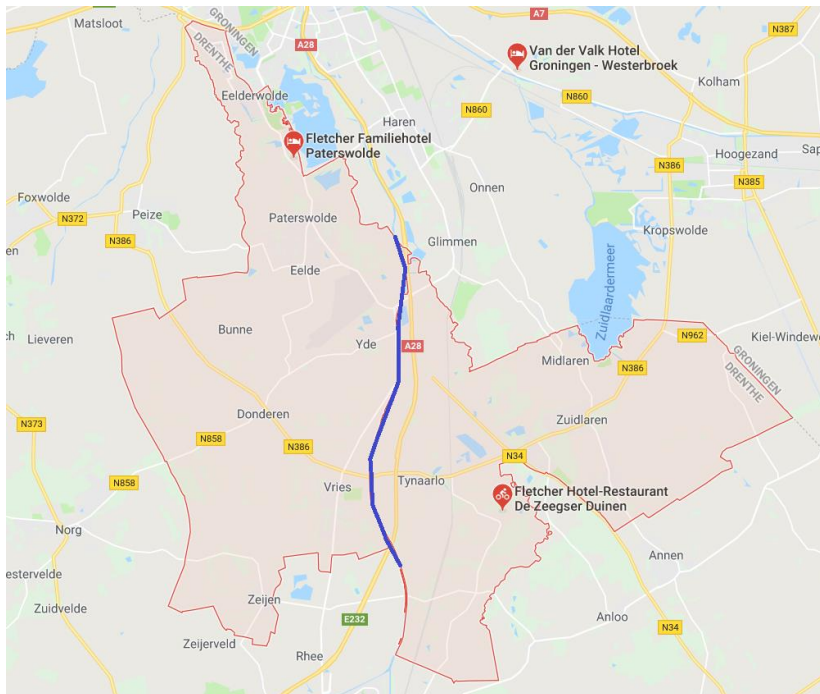 Matsloot
GRONINGEN
DRENTHE
A28
A7
N387
Van der Valk Hotel
Groningen - Westerbroek
Kolham
Eelderwolde
N860
N860
Haren
Fletcher Familiehotel
Paterswolde
Hoogezand
Sap
N386
N385
Onnen
Foxwolde
Peize
N372
Paterswolde
Kropswolde
N386
Glimmen
en
Eelde
Zuidlaardermeer
ch
Lieveren
Bunne
Yde
A28
N962
Kiel-Windewe
GRONINGEN
DRENTHE
Midlaren
N386
Donderen
Zuidlaren
N373
N858
N386
N34
N858
Vries
Tynaarlo
Fletcher Hotel-Restaurant
De Zeegser Duinen
Norg
Annen
estervelde
Zuidvelde
Zeijen
E232
Anloo
N34
Zeijerveld
Rhee